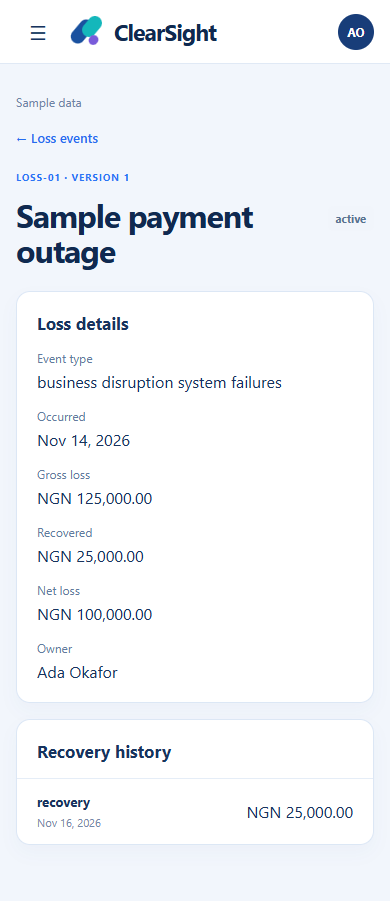 ☰ ClearSight AO
Sample data
← Loss events
LOSS-01 · VERSION 1
Sample payment outage
active
Loss details
Event type
business disruption system failures
Occurred
Nov 14, 2026
Gross loss
NGN 125,000.00
Recovered
NGN 25,000.00
Net loss
NGN 100,000.00
Owner
Ada Okafor
Recovery history
recovery
Nov 16, 2026
NGN 25,000.00